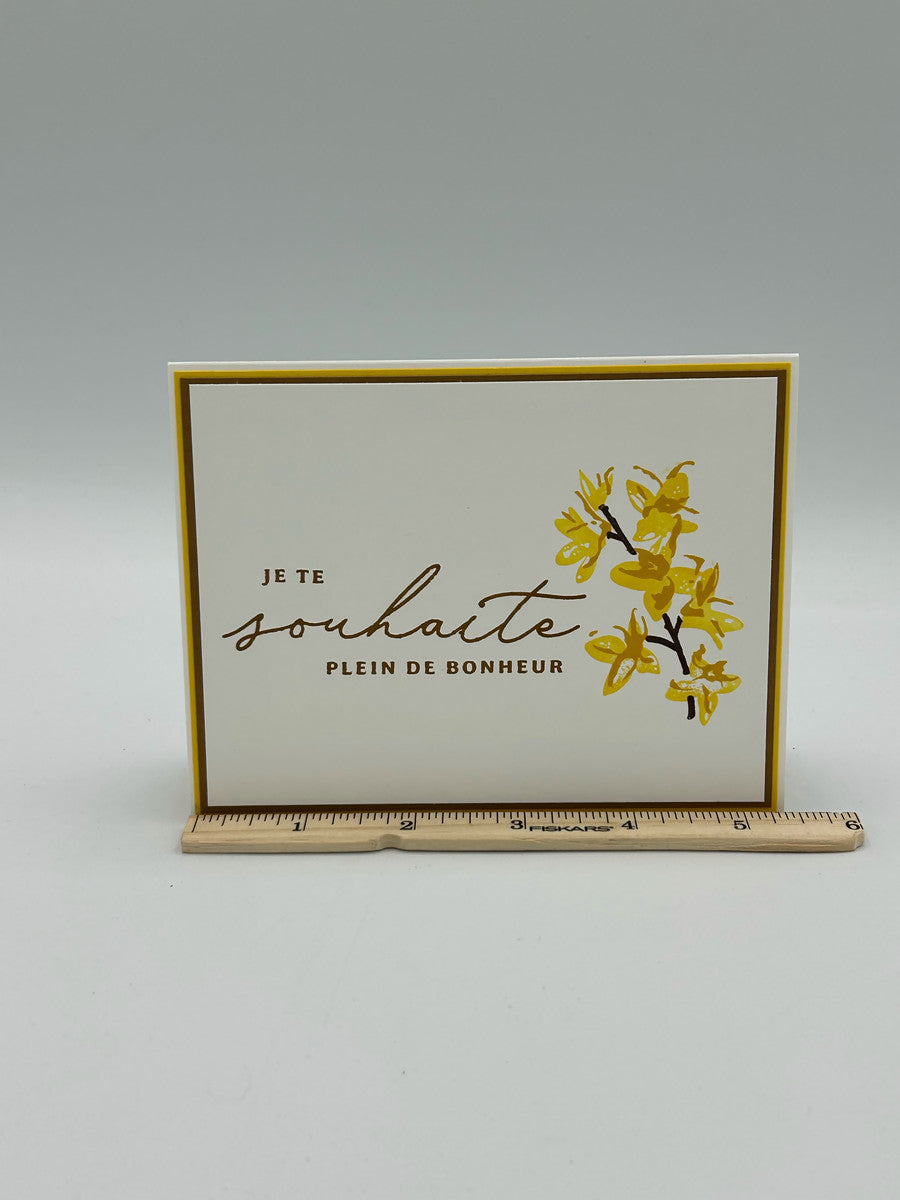 JE TE
souhaite
PLEIN DE BONHEUR
1 2 3 FISKARS 4 5 6